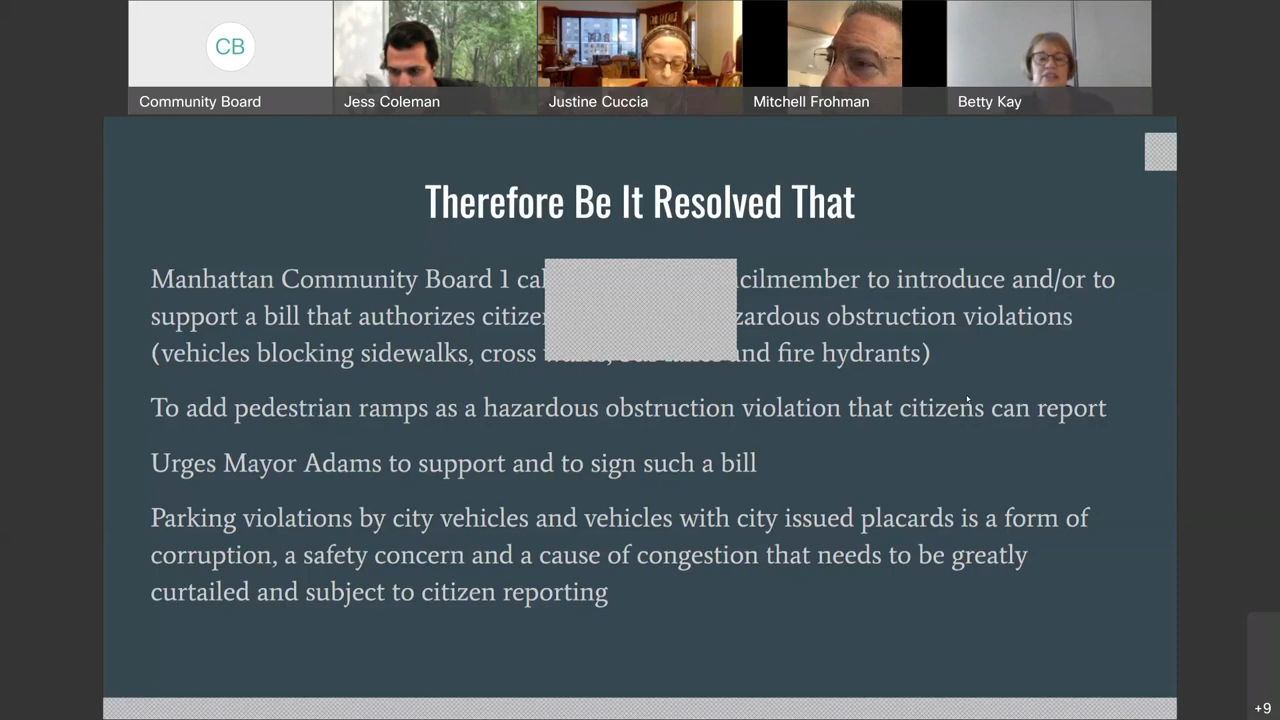 CB
Community Board
Jess Coleman
Justine Cuccia
Mitchell Frohman
Betty Kay
Therefore Be It Resolved That
Manhattan Community Board 1 to introduce and/or to
support a bill that authorizes obstruction violations
(vehicles blocking sidewalks, cross and fire hydrants)
To add pedestrian ramps as a hazardous obstruction violation that citizens can report
Urges Mayor Adams to support and to sign such a bill
Parking violations by city vehicles and vehicles with city issued placards is a form of
corruption, a safety concern and a cause of congestion that needs to be greatly
curtailed and subject to citizen reporting
+9